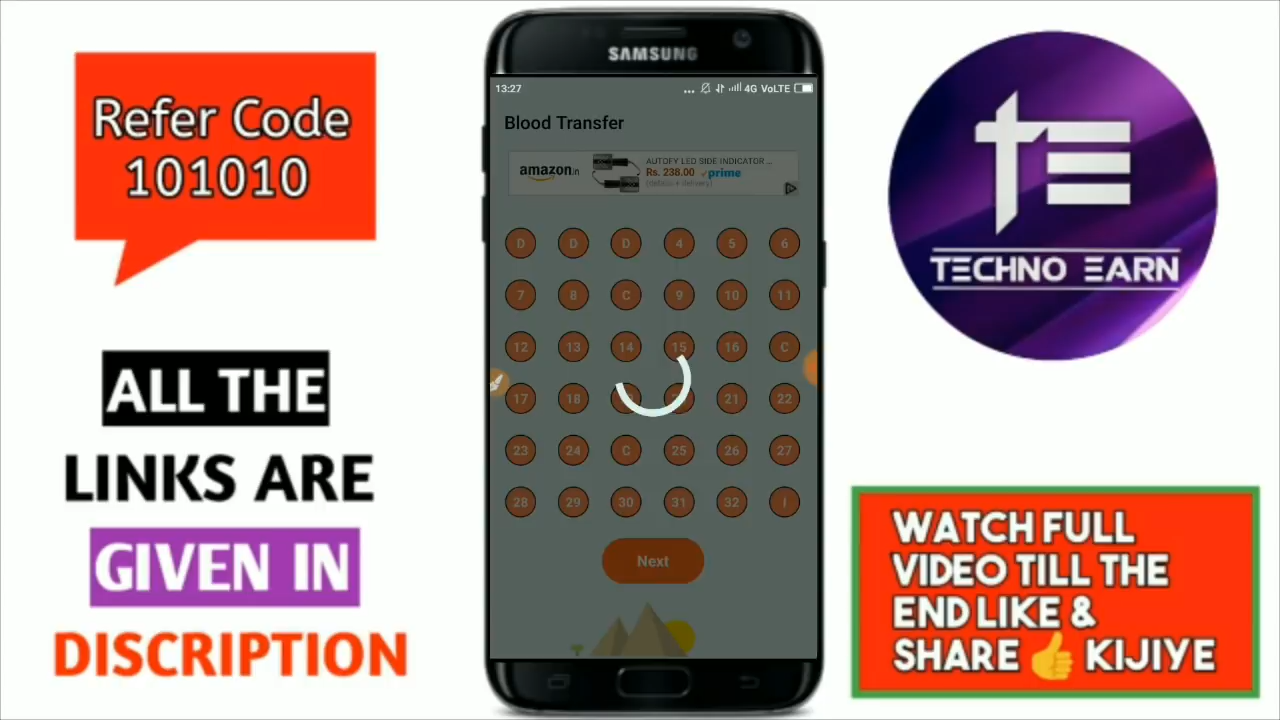 Refer Code
101010
ALL THE
LINKS ARE
GIVEN IN
DISCRIPTION
SAMSUNG
13:27
4G VoLTE
Blood Transfer
amazon.in
AUTOFY LED SIDE INDICATOR ...
Rs. 238.00 prime
D D D 4 5 6
7 8 C 9 10 11
12 13 14 15 16 C
17 18 21 22
23 24 C 25 26 27
28 29 30 31 32 I
Next
TE
TECHNO EARN
WATCH FULL
VIDEO TILL THE
END LIKE &
SHARE 👍 KIJIYE